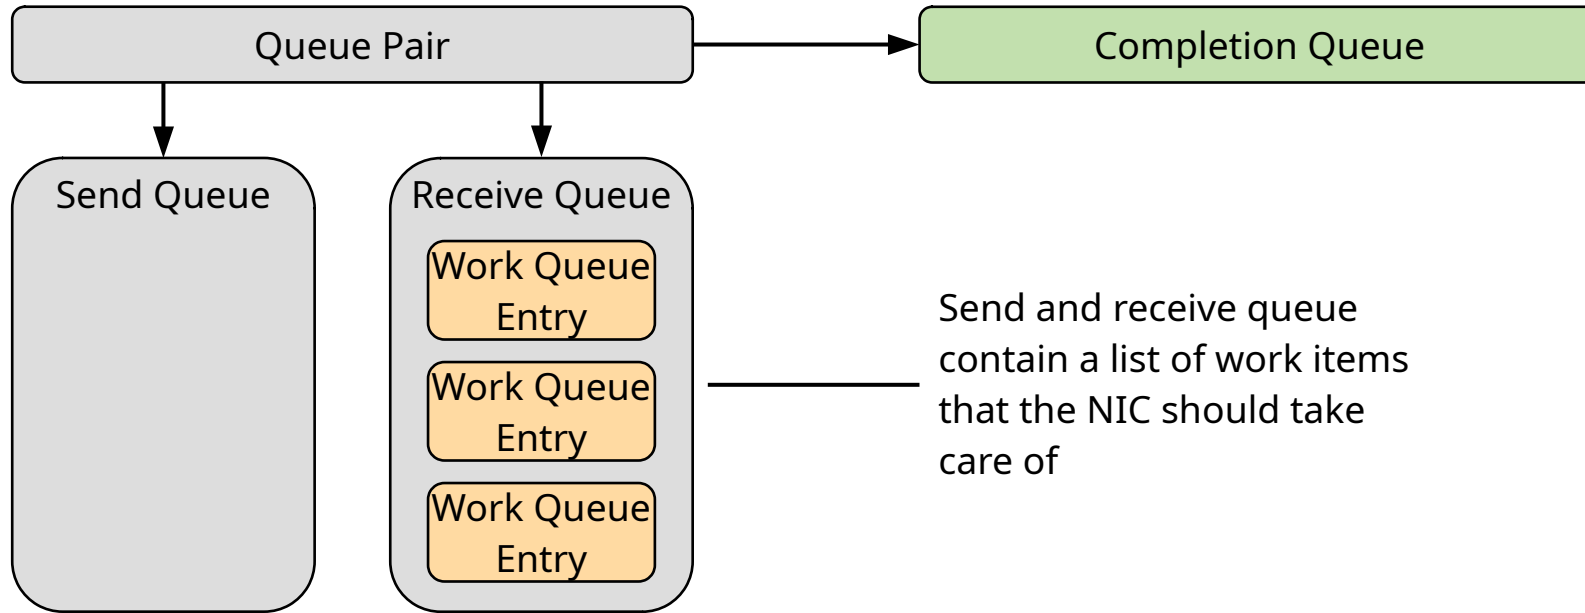 Queue Pair
Completion Queue
Send Queue
Receive Queue
Work Queue
Entry
Work Queue
Entry
Work Queue
Entry
Send and receive queue
contain a list of work items
that the NIC should take
care of